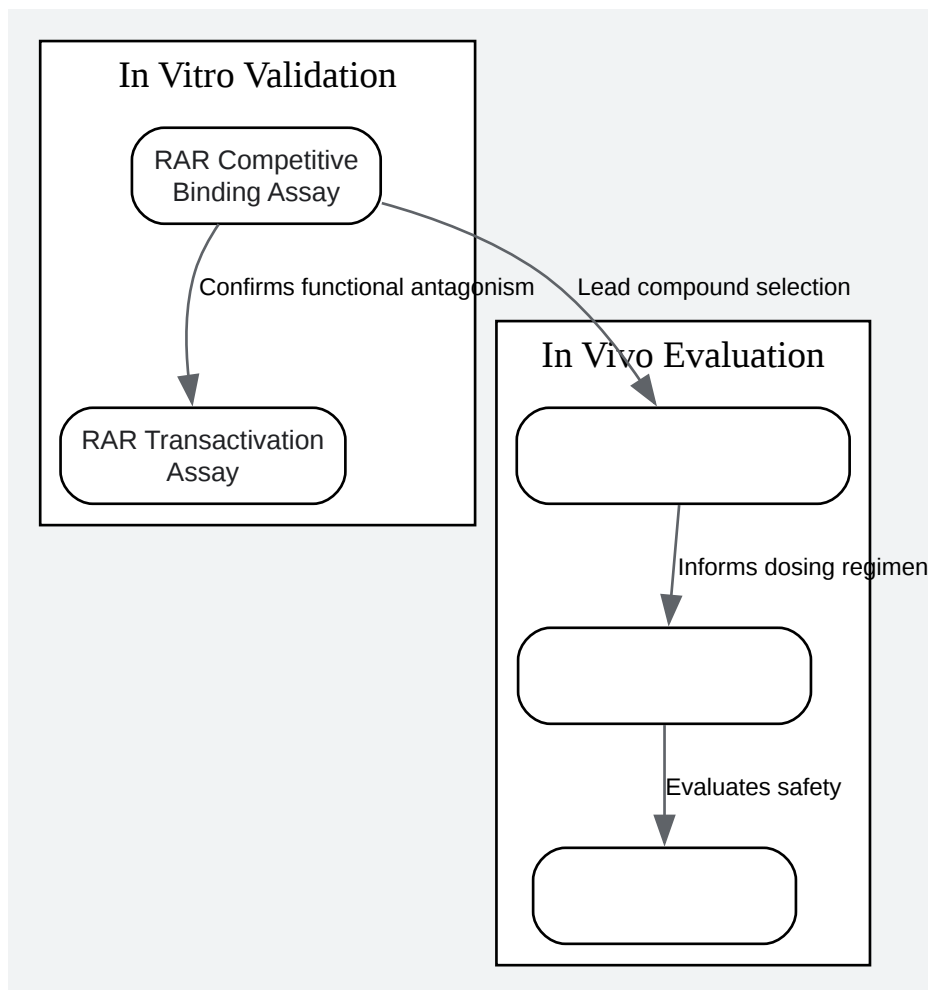 In Vitro Validation
RAR Competitive
Binding Assay
Confirms functional antagonism
Lead compound selection
In Vivo Evaluation
RAR Transactivation
Assay
Informs dosing regimen
Evaluates safety